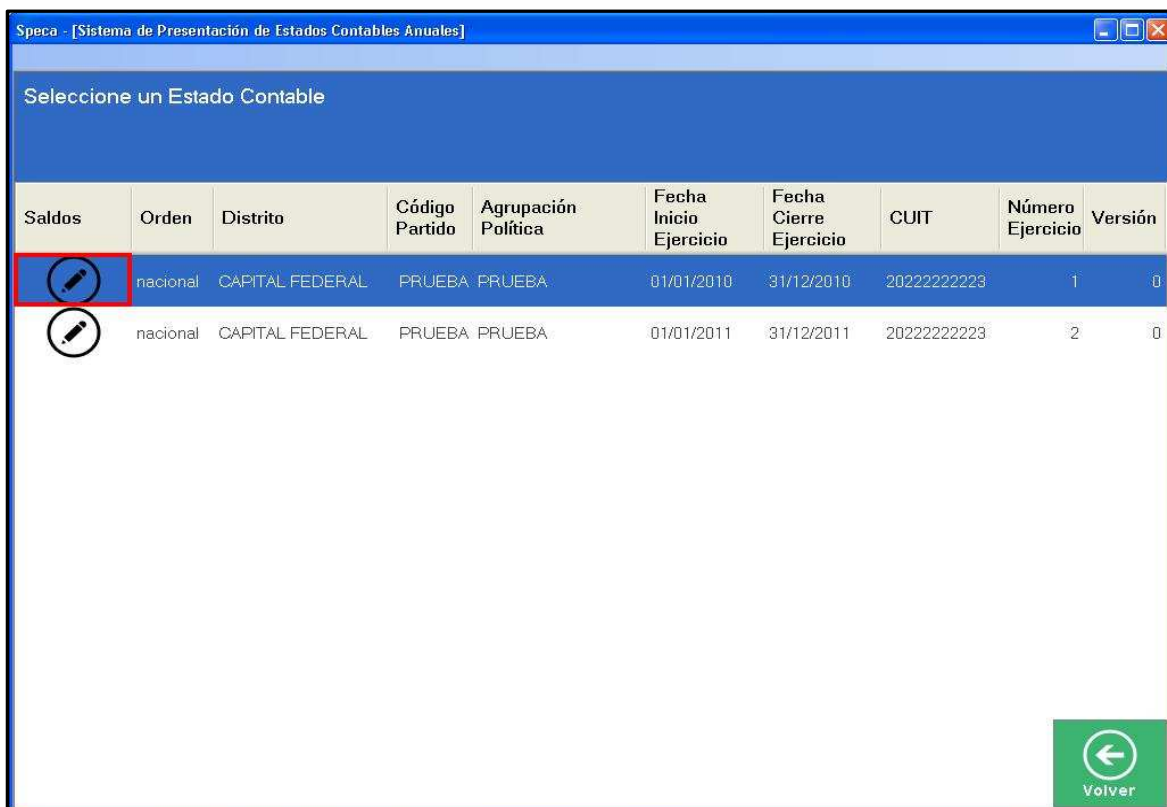 Speca - [Sistema de Presentación de Estados Contables Anuales]
Seleccione un Estado Contable
Saldos Orden Distrito Código Partido Agrupación Política Fecha Inicio Ejercicio Fecha Cierre Ejercicio CUIT Número Ejercicio Versión
nacional CAPITAL FEDERAL PRUEBA PRUEBA 01/01/2010 31/12/2010 20222222223 1 0
nacional CAPITAL FEDERAL PRUEBA PRUEBA 01/01/2011 31/12/2011 20222222223 2 0
Volver